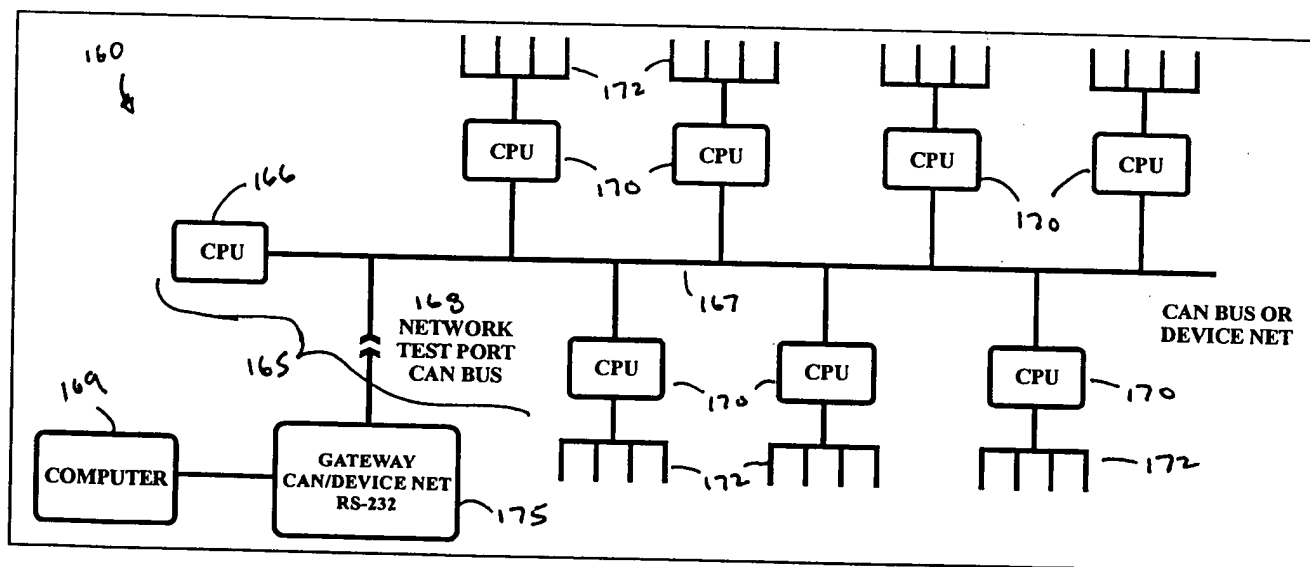 160
172
CPU
CPU
CPU
CPU
170
170
166
CPU
167
168
NETWORK
TEST PORT
CAN BUS
CAN BUS OR
DEVICE NET
165
CPU
CPU
CPU
170
170
169
COMPUTER
GATEWAY
CAN/DEVICE NET
RS-232
175
172
172